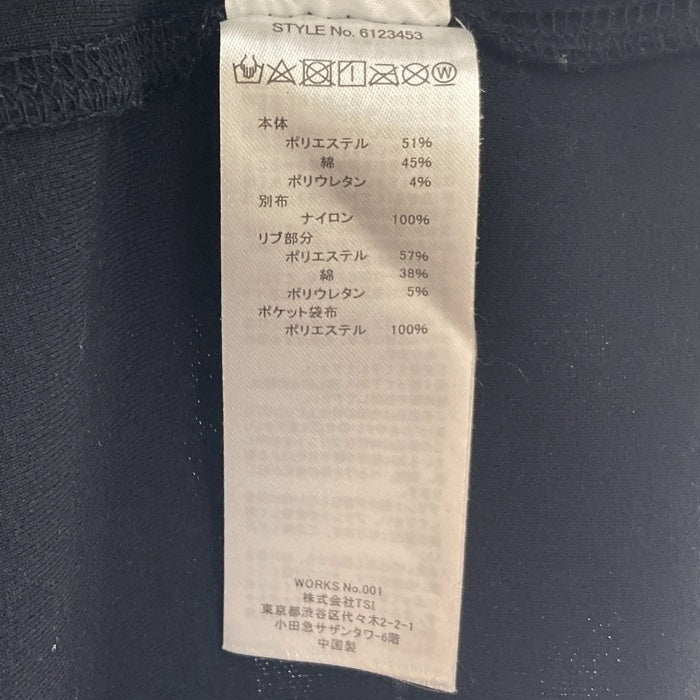 STYLE No. 6123453
本体
ポリエステル 51%
綿 45%
ポリウレタン 4%
別布
ナイロン 100%
リブ部分
ポリエステル 57%
綿 38%
ポリウレタン 5%
ポケット袋布
ポリエステル 100%
WORKS No.001
株式会社TSI
東京都渋谷区代々木2-2-1
小田急サザンタワー6階
中国製